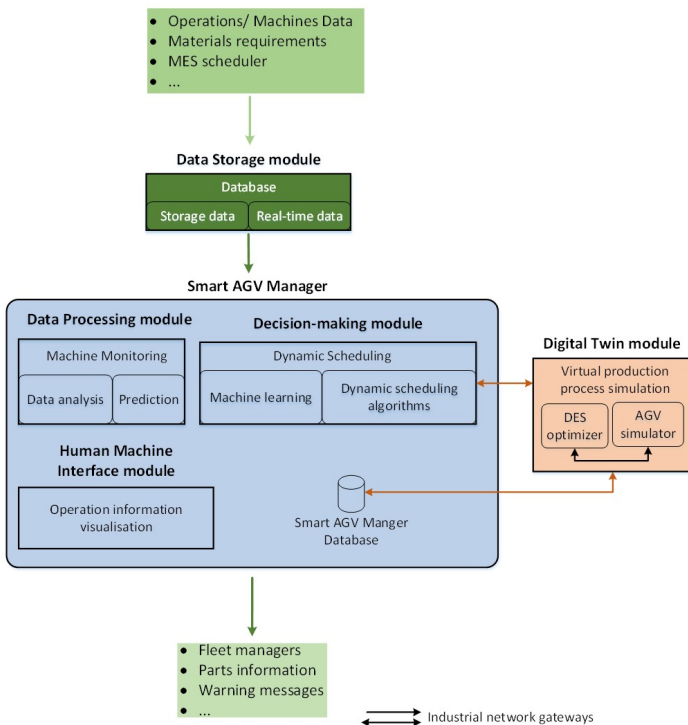 • Operations/ Machines Data
• Materials requirements
• MES scheduler
• ...
Data Storage module
Database
Storage data
Real-time data
Smart AGV Manager
Data Processing module
Machine Monitoring
Data analysis
Prediction
Decision-making module
Dynamic Scheduling
Machine learning
Dynamic scheduling
algorithms
Digital Twin module
Virtual production
process simulation
DES
optimizer
AGV
simulator
Human Machine
Interface module
Operation information
visualisation
Smart AGV Manger
Database
• Fleet managers
• Parts information
• Warning messages
• ...
Industrial network gateways